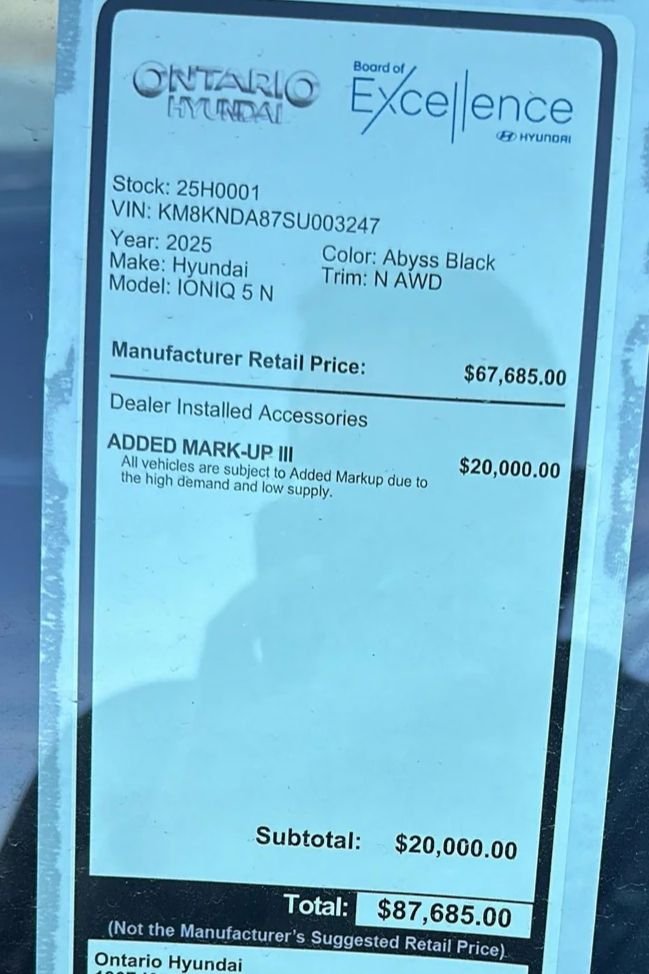 ONTARIO
HYUNDAI
Board of
Excellence
HYUNDAI
Stock: 25H0001
VIN: KM8KNDA87SU003247
Year: 2025
Color: Abyss Black
Make: Hyundai
Trim: N AWD
Model: IONIQ 5 N
Manufacturer Retail Price: $67,685.00
Dealer Installed Accessories
ADDED MARK-UP III $20,000.00
All vehicles are subject to Added Markup due to
the high demand and low supply.
Subtotal: $20,000.00
Total: $87,685.00
(Not the Manufacturer's Suggested Retail Price)
Ontario Hyundai